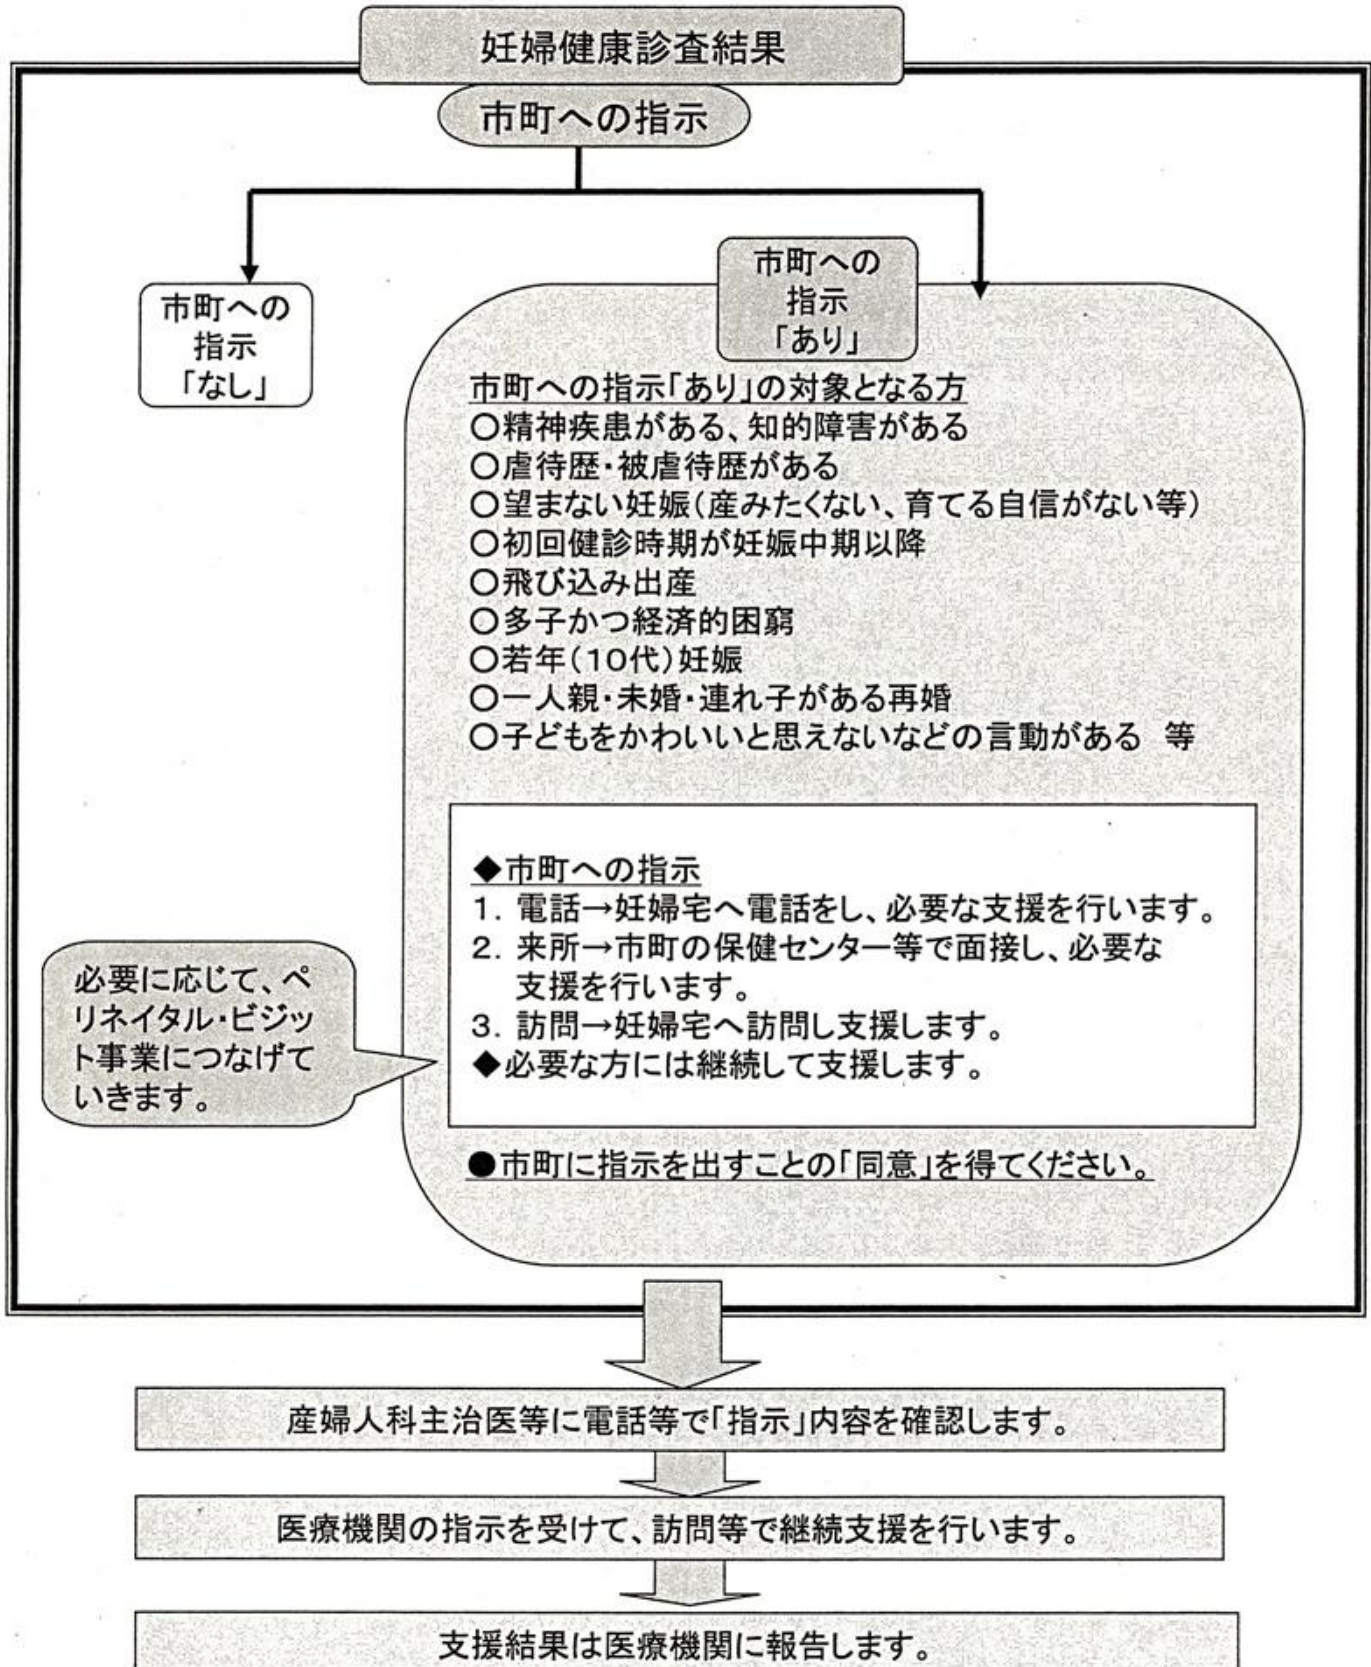 妊婦健康診査結果
市町への指示
市町への
指示
「なし」
市町への
指示
「あり」
市町への指示「あり」の対象となる方
○精神疾患がある、知的障害がある
○虐待歴・被虐待歴がある
○望まない妊娠(産みたくない、育てる自信がない等)
○初回健診時期が妊娠中期以降
○飛び込み出産
○多子かつ経済的困窮
○若年(10代)妊娠
○一人親・未婚・連れ子がある再婚
○子どもをかわいいと思えないなどの言動がある 等
◆市町への指示
1. 電話→妊婦宅へ電話をし、必要な支援を行います。
2. 来所→市町の保健センター等で面接し、必要な
支援を行います。
3. 訪問→妊婦宅へ訪問し支援します。
◆必要な方には継続して支援します。
必要に応じて、ペ
リネイタル・ビジッ
ト事業につなげて
いきます。
●市町に指示を出すことの「同意」を得てください。
産婦人科主治医等に電話等で「指示」内容を確認します。
医療機関の指示を受けて、訪問等で継続支援を行います。
支援結果は医療機関に報告します。